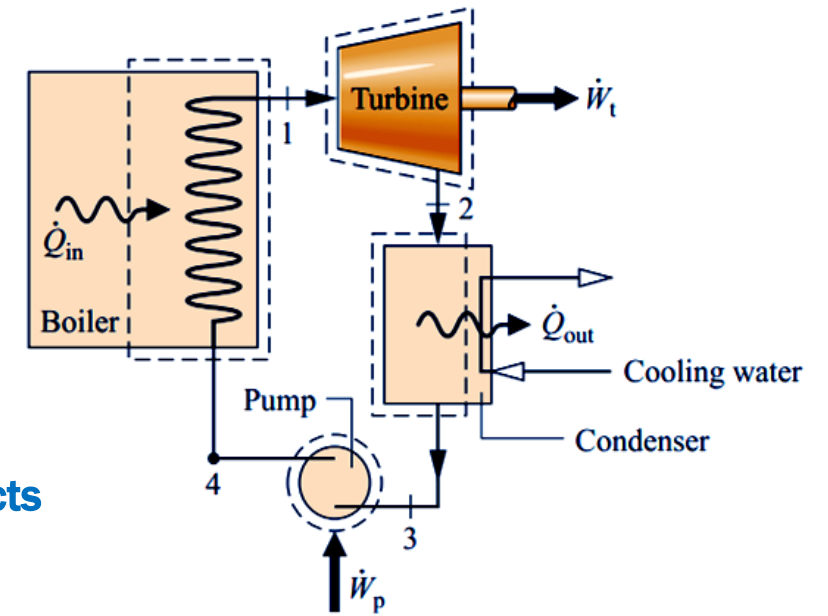 Turbine
Ẇt
1
2
Q̇in
Boiler
Q̇out
Cooling water
Pump
Condenser
4
cts
3
Ẇp